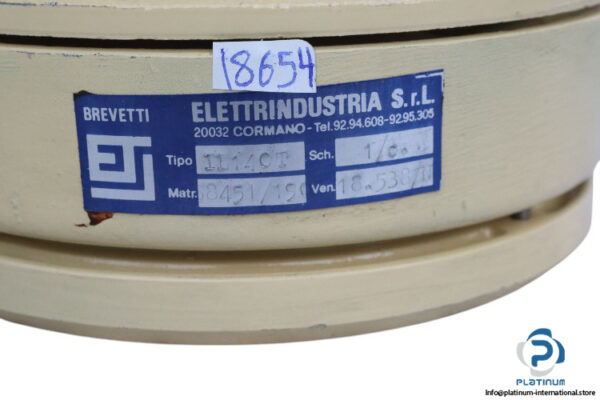 18654
BREVETTI
ELETTRINDUSTRIA S.r.L.
20032 CORMANO-Tel.92.94.608-92.95.305
Tipo Sch.
Matr. Ven.
PLATINUM
Info@platinum-international.store